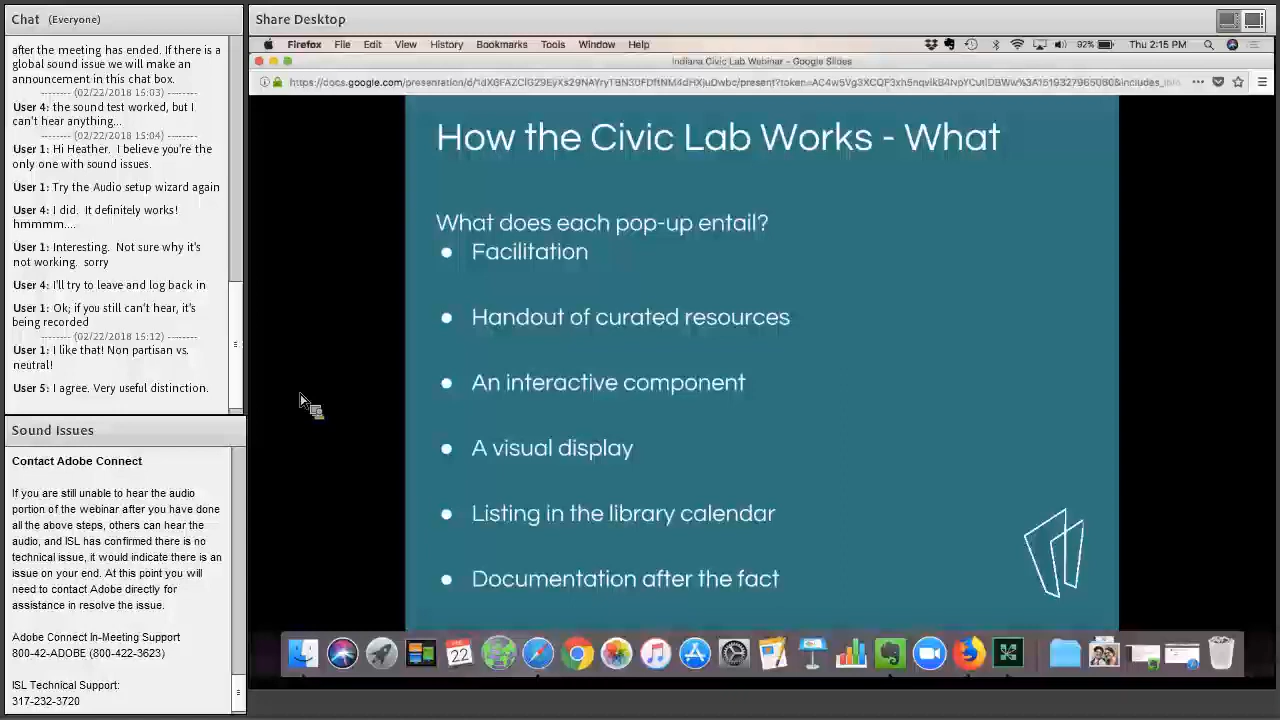 Chat (Everyone)
after the meeting has ended. If there is a
global sound issue we will make an
announcement in this chat box.
-------- (02/22/2018 15:03) --------
User 4: the sound test worked, but I
can't hear anything...
-------- (02/22/2018 15:04) --------
User 1: Hi Heather. I believe you're the
only one with sound issues.
User 1: Try the Audio setup wizard again
User 4: I did. It definitely works!
hmmmm....
User 1: Interesting. Not sure why it's
not working. sorry
User 4: I'll try to leave and log back in
User 1: Ok; if you still can't hear, it's
being recorded
-------- (02/22/2018 15:12) --------
User 1: I like that! Non partisan vs.
neutral!
User 5: I agree. Very useful distinction.
Sound Issues
Contact Adobe Connect
If you are still unable to hear the audio
portion of the webinar after you have done
all the above steps, others can hear the
audio, and ISL has confirmed there is no
technical issue, it would indicate there is an
issue on your end. At this point you will
need to contact Adobe directly for
assistance in resolve the issue.
Adobe Connect In-Meeting Support
800-42-ADOBE (800-422-3623)
ISL Technical Support:
317-232-3720
Share Desktop
Firefox File Edit View History Bookmarks Tools Window Help 92% Thu 2:15 PM
Indiana Civic Lab Webinar - Google Slides
How the Civic Lab Works - What
What does each pop-up entail?
● Facilitation
● Handout of curated resources
● An interactive component
● A visual display
● Listing in the library calendar
● Documentation after the fact
22